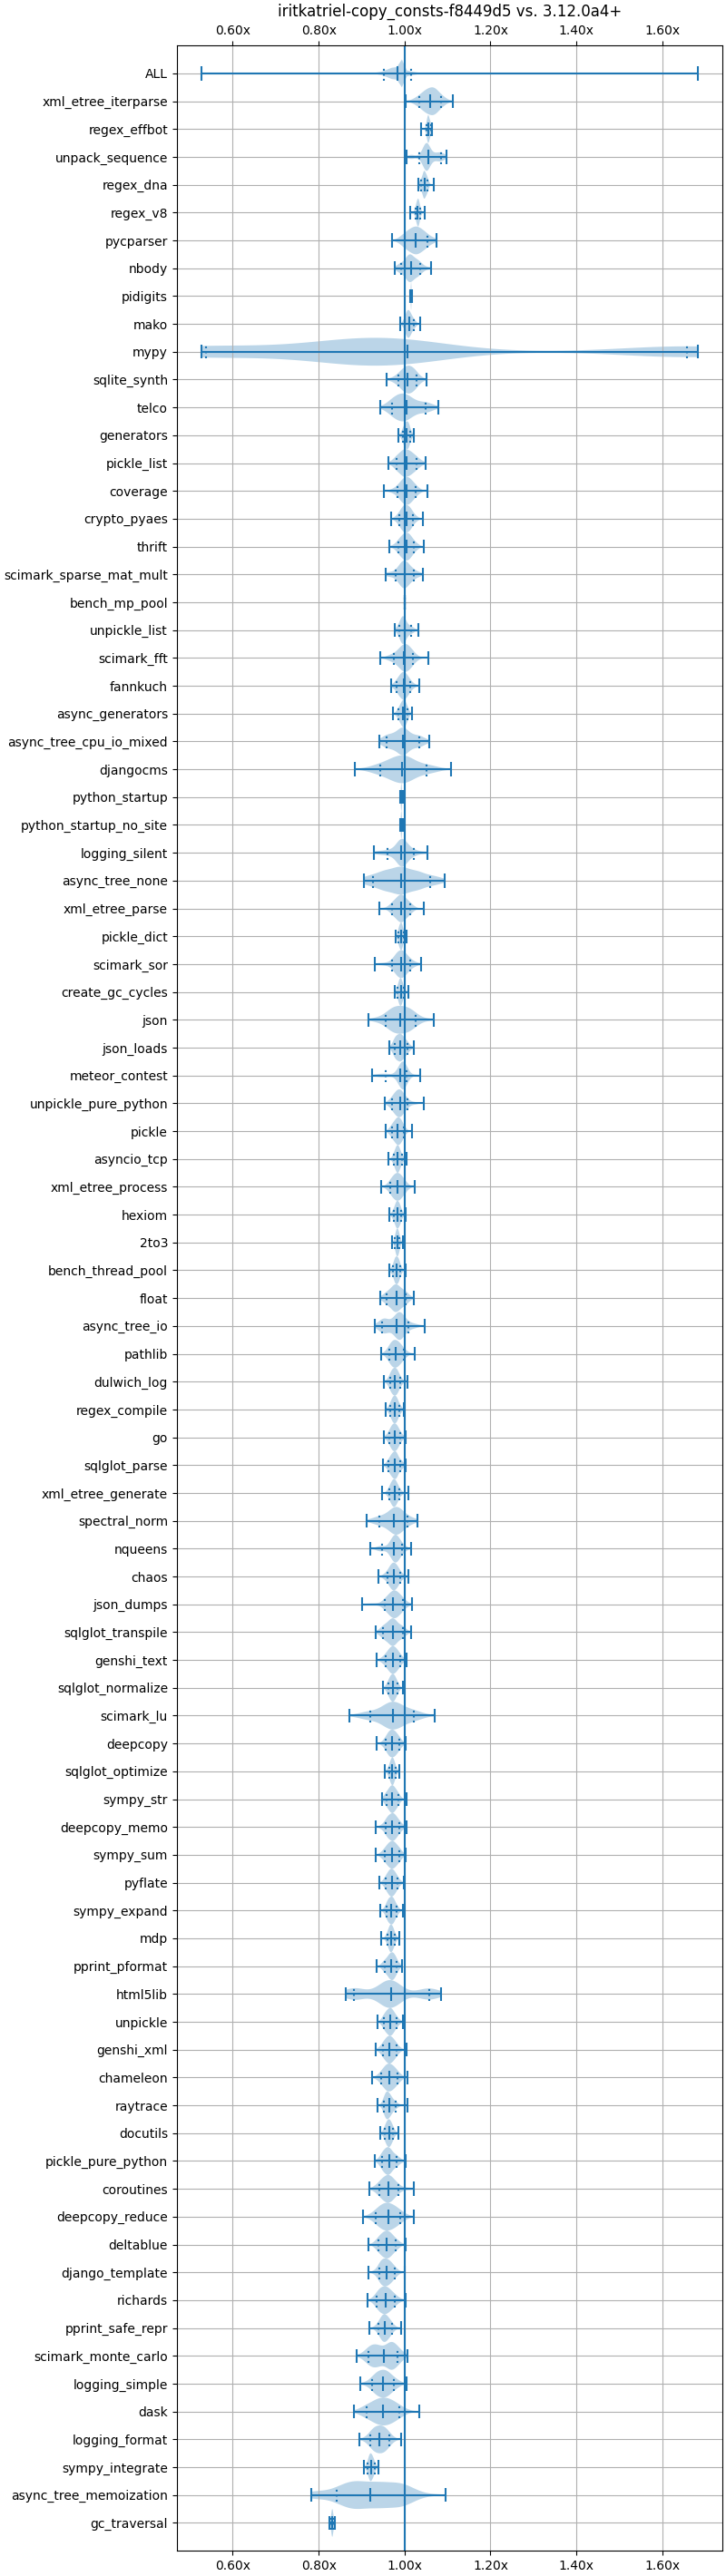 iritkatriel-copy_consts-f8449d5 vs. 3.12.0a4+
0.60x 0.80x 1.00x 1.20x 1.40x 1.60x
ALL
xml_etree_iterparse
regex_effbot
unpack_sequence
regex_dna
regex_v8
pycparser
nbody
pidigits
mako
mypy
sqlite_synth
telco
generators
pickle_list
coverage
crypto_pyaes
thrift
scimark_sparse_mat_mult
bench_mp_pool
unpickle_list
scimark_fft
fannkuch
async_generators
async_tree_cpu_io_mixed
djangocms
python_startup
python_startup_no_site
logging_silent
async_tree_none
xml_etree_parse
pickle_dict
scimark_sor
create_gc_cycles
json
json_loads
meteor_contest
unpickle_pure_python
pickle
asyncio_tcp
xml_etree_process
hexiom
2to3
bench_thread_pool
float
async_tree_io
pathlib
dulwich_log
regex_compile
go
sqlglot_parse
xml_etree_generate
spectral_norm
nqueens
chaos
json_dumps
sqlglot_transpile
genshi_text
sqlglot_normalize
scimark_lu
deepcopy
sqlglot_optimize
sympy_str
deepcopy_memo
sympy_sum
pyflate
sympy_expand
mdp
pprint_pformat
html5lib
unpickle
genshi_xml
chameleon
raytrace
docutils
pickle_pure_python
coroutines
deepcopy_reduce
deltablue
django_template
richards
pprint_safe_repr
scimark_monte_carlo
logging_simple
dask
logging_format
sympy_integrate
async_tree_memoization
gc_traversal
0.60x 0.80x 1.00x 1.20x 1.40x 1.60x